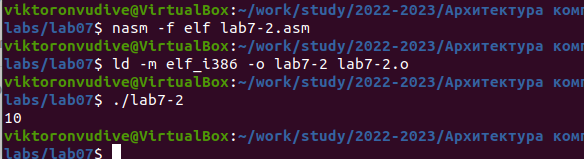 viktoronvudive@VirtualBox:~/work/study/2022-2023/Архитектура комп
labs/lab07$ nasm -f elf lab7-2.asm
viktoronvudive@VirtualBox:~/work/study/2022-2023/Архитектура комп
labs/lab07$ ld -m elf_i386 -o lab7-2 lab7-2.o
viktoronvudive@VirtualBox:~/work/study/2022-2023/Архитектура комп
labs/lab07$ ./lab7-2
10
viktoronvudive@VirtualBox:~/work/study/2022-2023/Архитектура комп
labs/lab07$